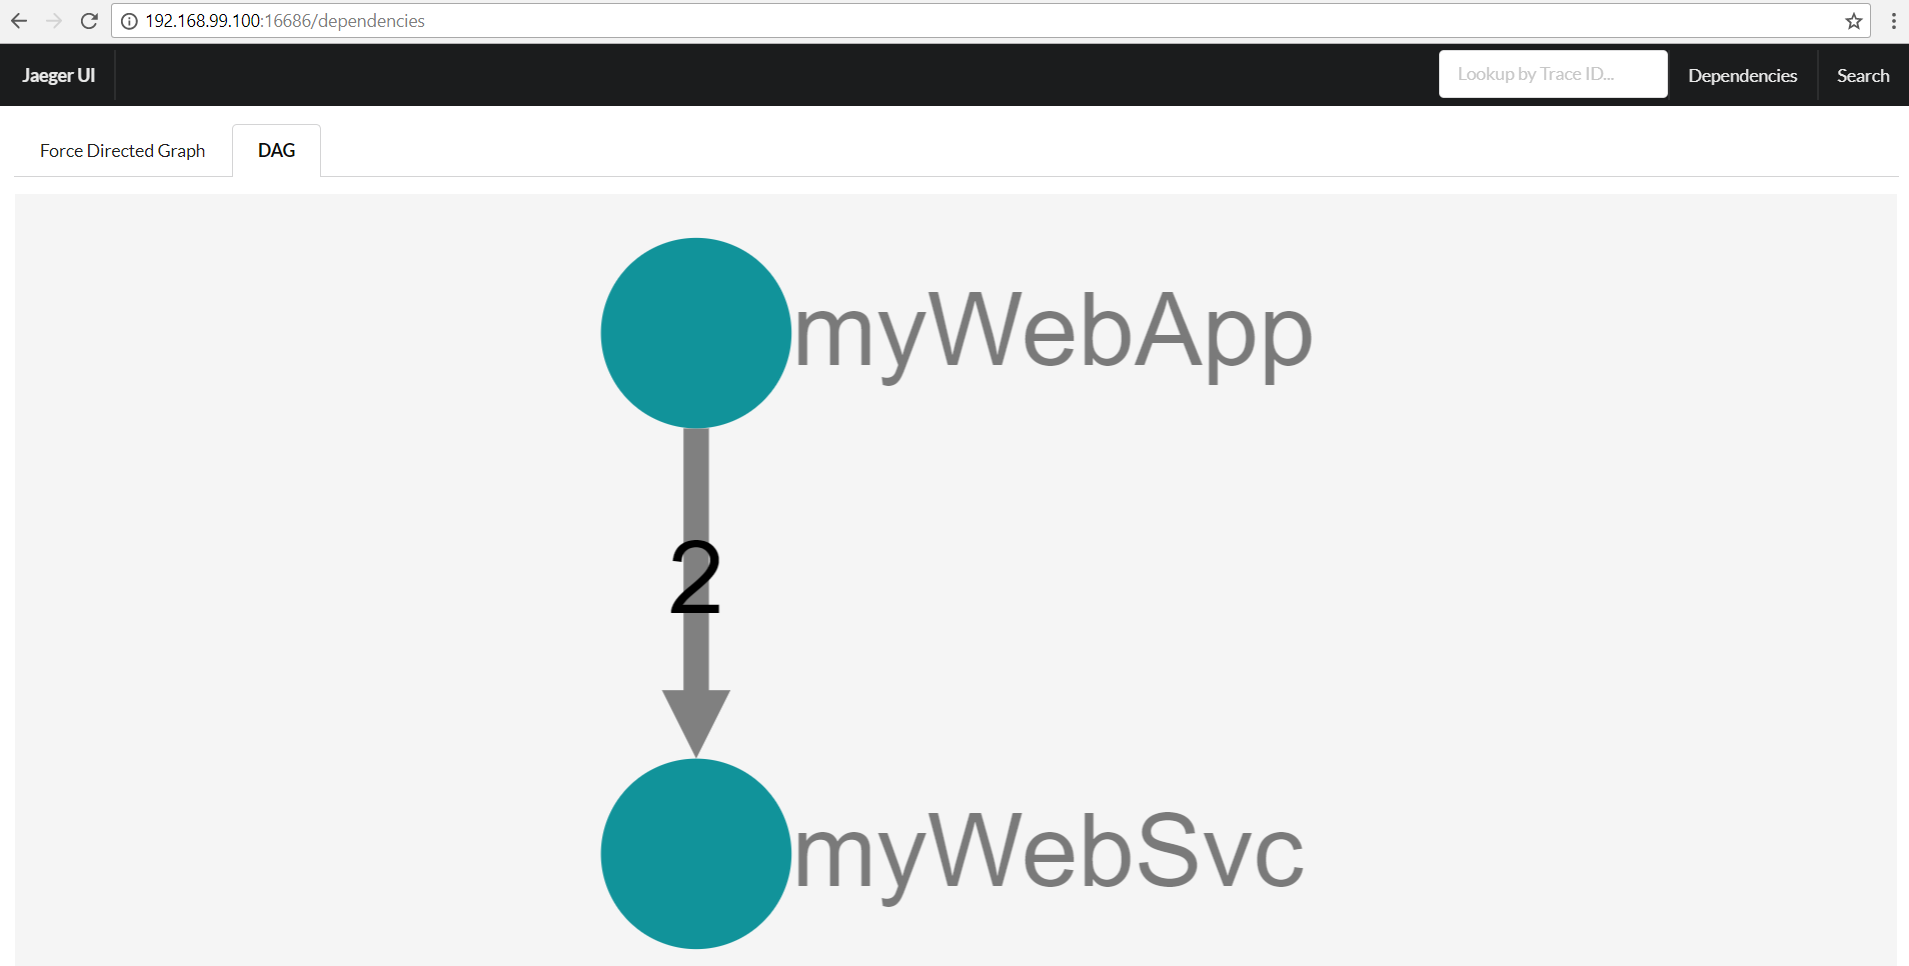 192.168.99.100:16686/dependencies
Jaeger UI
Lookup by Trace ID...
Dependencies
Search
Force Directed Graph
DAG
myWebApp
2
myWebSvc